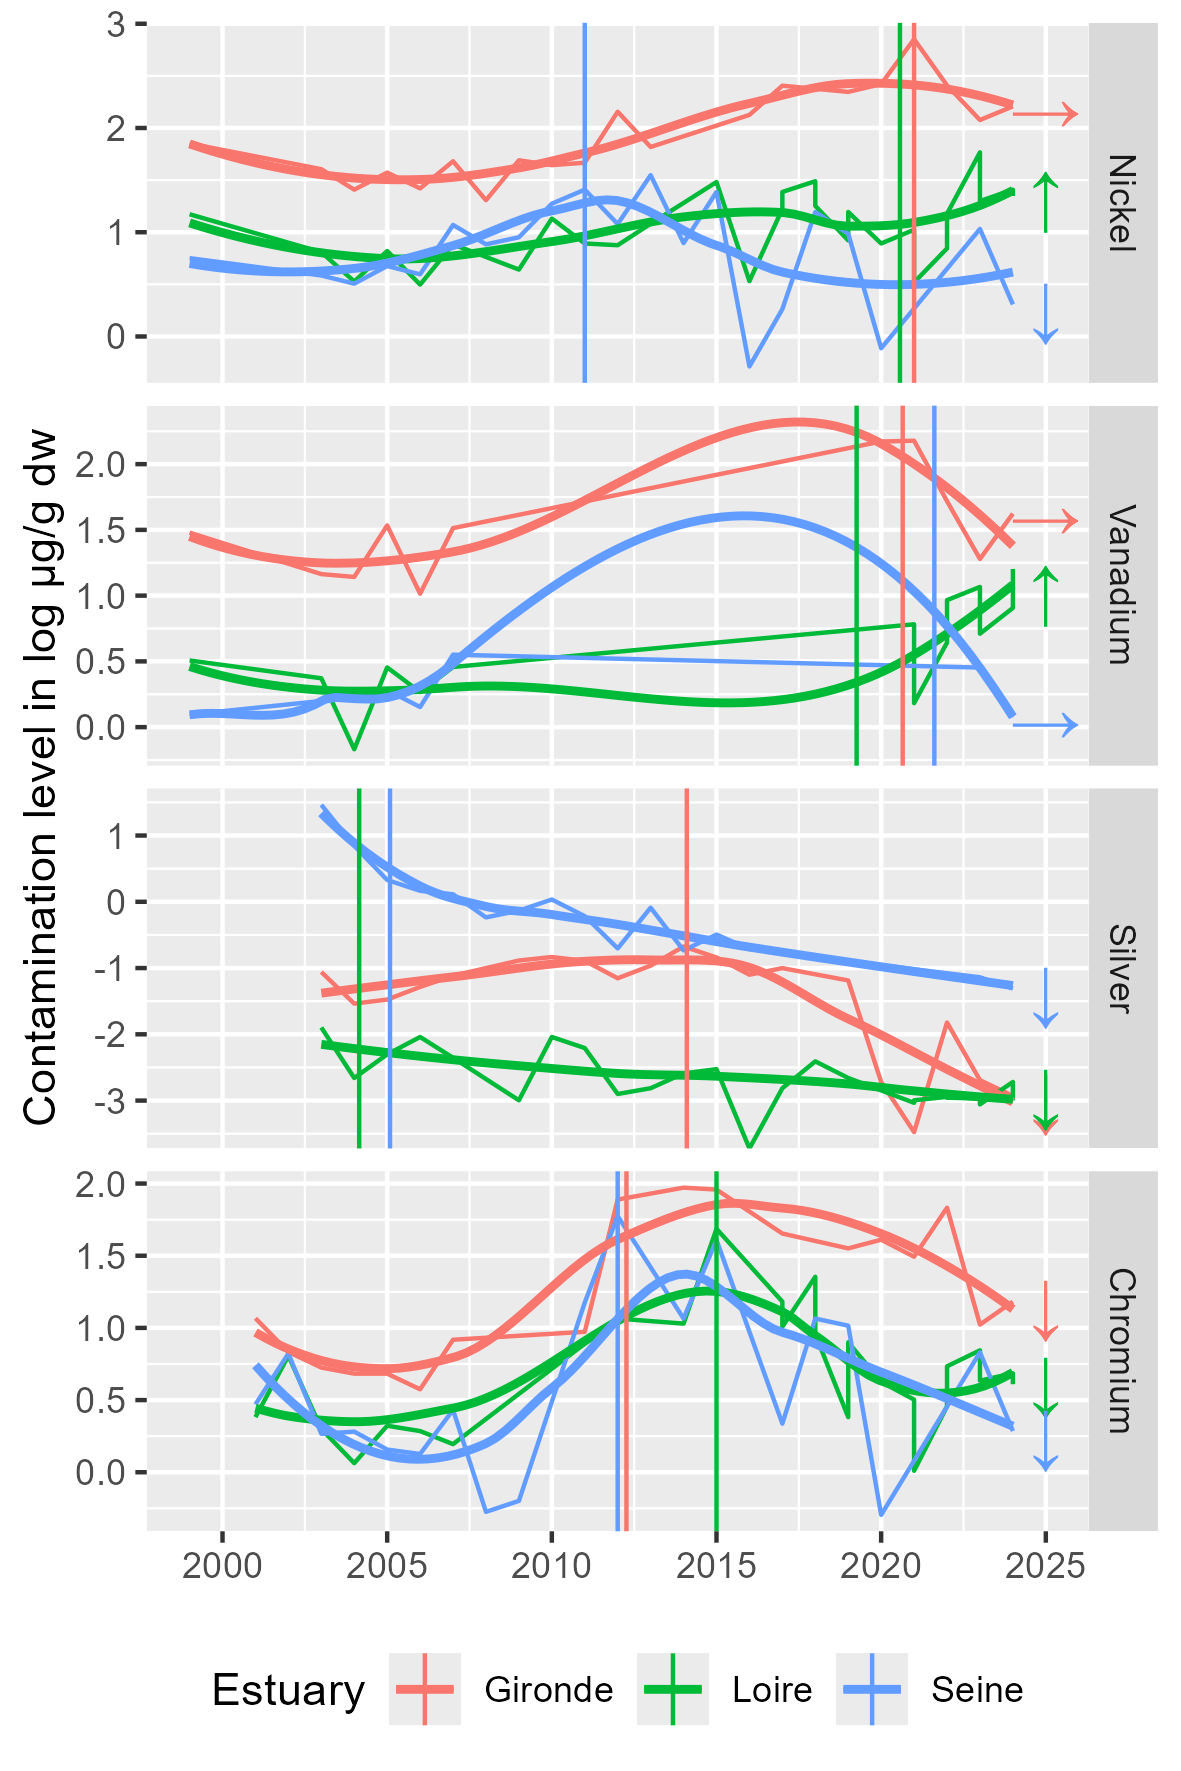 Contamination level in log µg/g dw
3
2
1
0
Nickel
2.0
1.5
1.0
0.5
0.0
Vanadium
1
0
-1
-2
-3
Silver
2.0
1.5
1.0
0.5
0.0
Chromium
2000 2005 2010 2015 2020 2025
Estuary Gironde Loire Seine